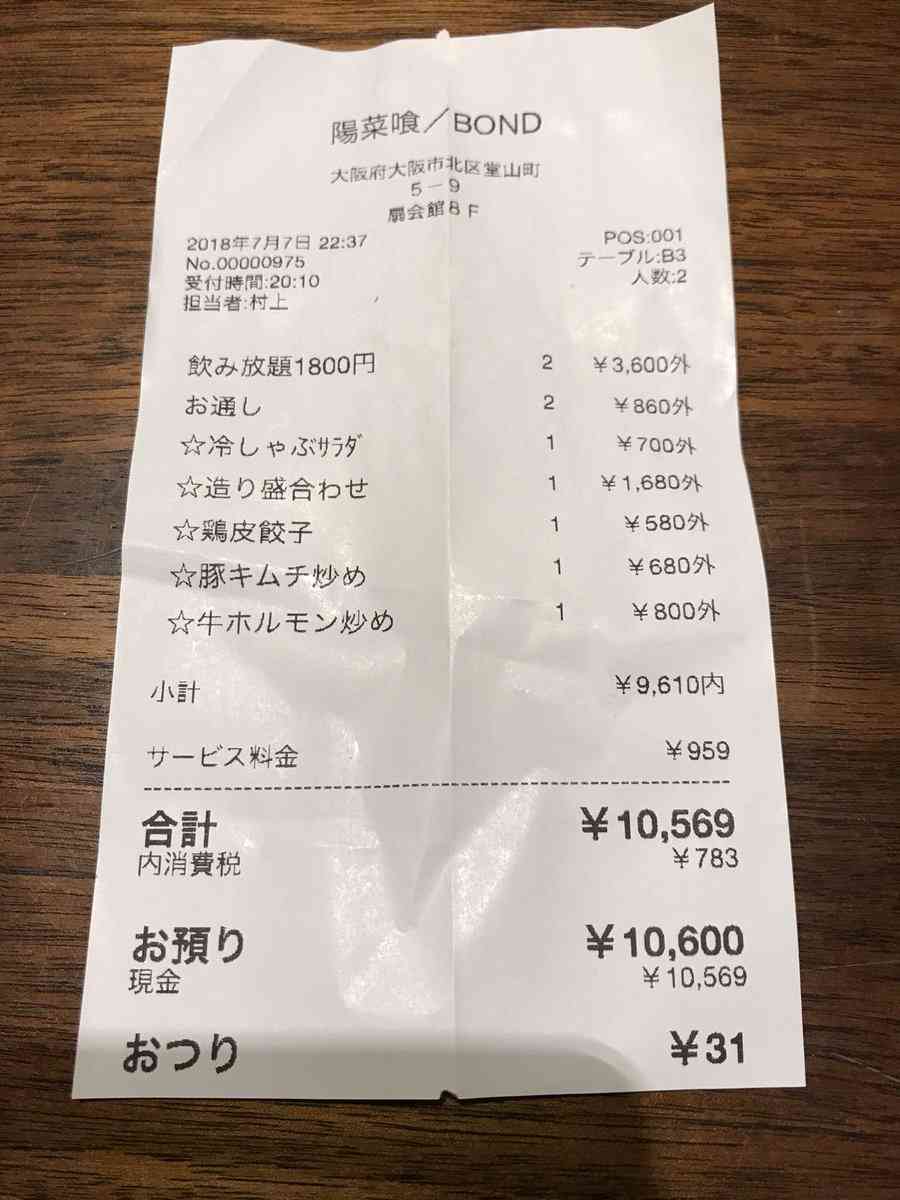 陽菜喰／BOND
大阪府大阪市北区堂山町
５－９
扇会館８Ｆ
2018年7月7日 22:37 POS:001
No.00000975 テーブル:B3
受付時間:20:10 人数:2
担当者:村上
飲み放題1800円 2 ¥3,600外
お通し 2 ¥860外
☆冷しゃぶｻﾗﾀﾞ 1 ¥700外
☆造り盛合わせ 1 ¥1,680外
☆鶏皮餃子 1 ¥580外
☆豚キムチ炒め 1 ¥680外
☆牛ホルモン炒め 1 ¥800外
小計 ¥9,610内
サービス料金 ¥959
合計 ¥10,569
内消費税 ¥783
お預り ¥10,600
現金 ¥10,569
おつり ¥31